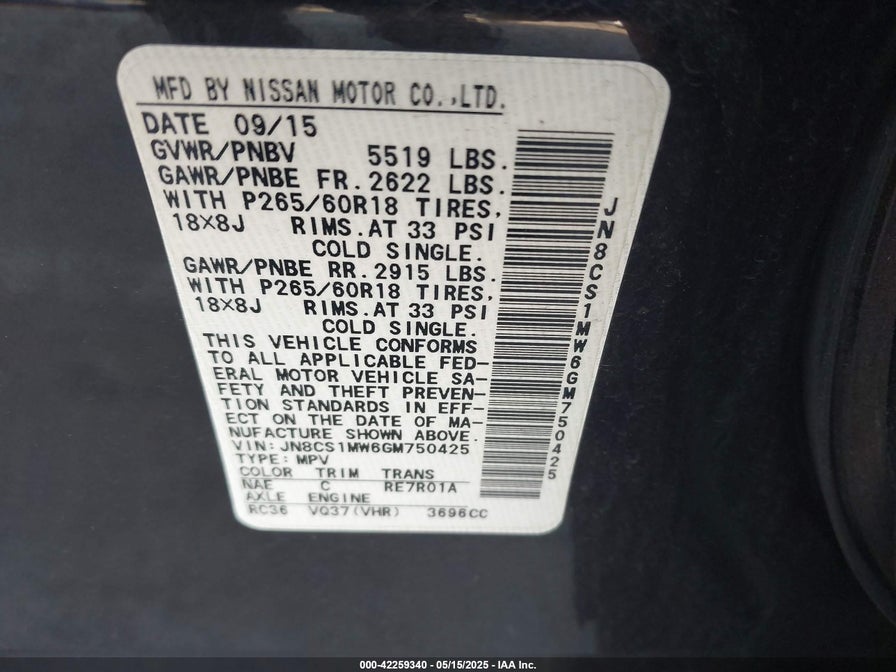 MFD BY NISSAN MOTOR CO.,LTD.
DATE 09/15
GVWR/PNBV 5519 LBS.
GAWR/PNBE FR. 2622 LBS.
WITH P265/60R18 TIRES,
18X8J RIMS. AT 33 PSI
COLD SINGLE.
GAWR/PNBE RR. 2915 LBS.
WITH P265/60R18 TIRES,
18X8J RIMS. AT 33 PSI
COLD SINGLE.
THIS VEHICLE CONFORMS
TO ALL APPLICABLE FED-
ERAL MOTOR VEHICLE SA-
FETY AND THEFT PREVEN-
TION STANDARDS IN EFF-
ECT ON THE DATE OF MA-
NUFACTURE SHOWN ABOVE.
VIN: JN8CS1MW6GM750425
TYPE: MPV
COLOR TRIM TRANS
NAE C RE7R01A
AXLE ENGINE
RC36 VQ37(VHR) 3696CC
JN8CS1MW6GM750425
000-42259340 - 05/15/2025 - IAA Inc.